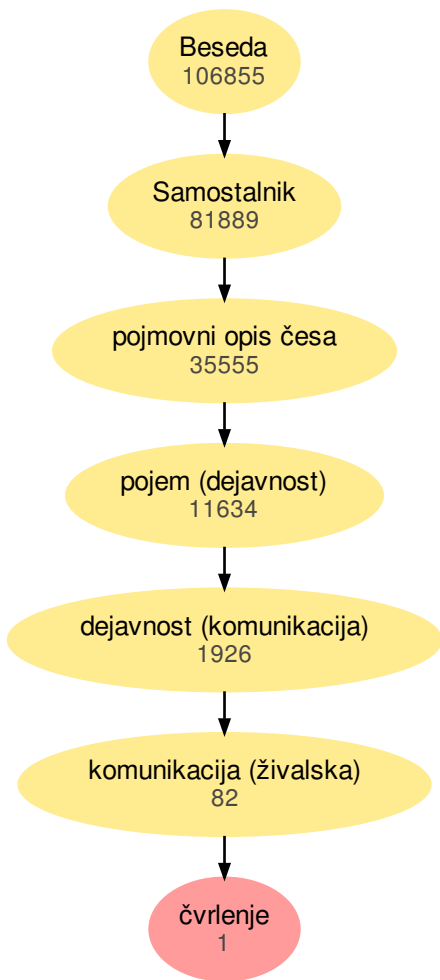 Beseda
106855
Samostalnik
81889
pojmovni opis česa
35555
pojem (dejavnost)
11634
dejavnost (komunikacija)
1926
komunikacija (živalska)
82
čvrlenje
1